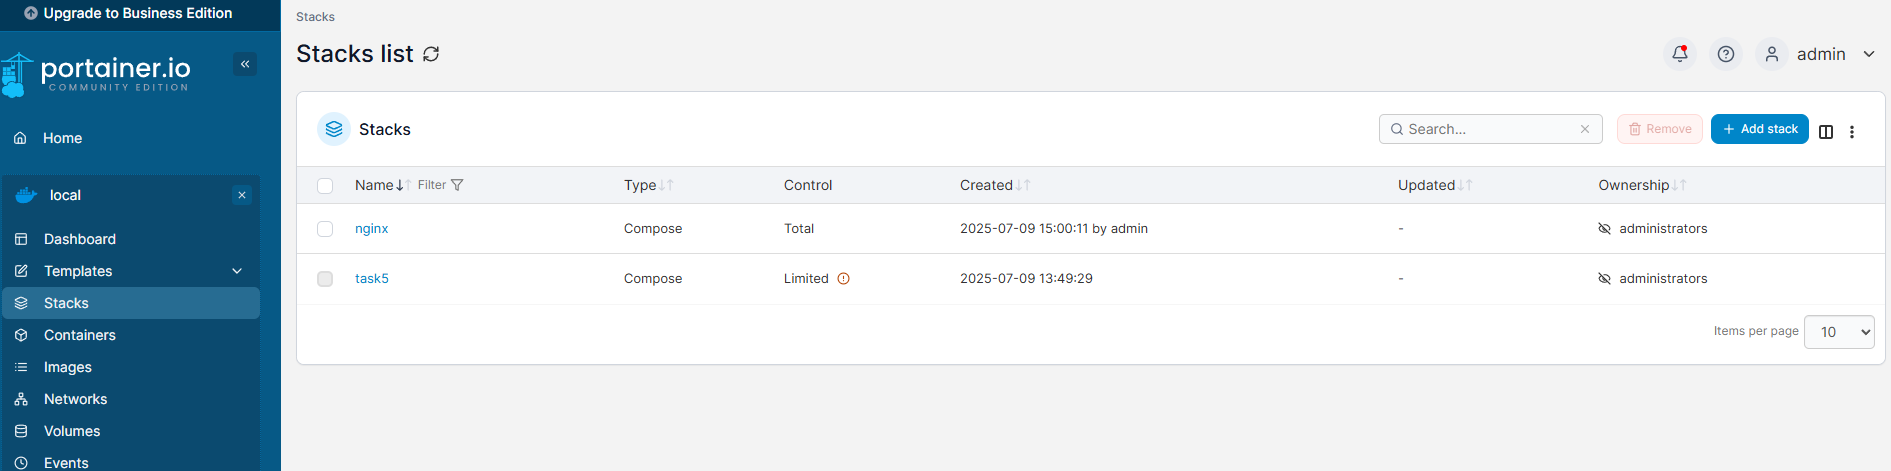 Upgrade to Business Edition
portainer.io
COMMUNITY EDITION
Home
local
Dashboard
Templates
Stacks
Containers
Images
Networks
Volumes
Events
Stacks
Stacks list
admin
Stacks
Search...
Remove
Add stack
Name Filter Type Control Created Updated Ownership
nginx Compose Total 2025-07-09 15:00:11 by admin - administrators
task5 Compose Limited 2025-07-09 13:49:29 - administrators
Items per page 10